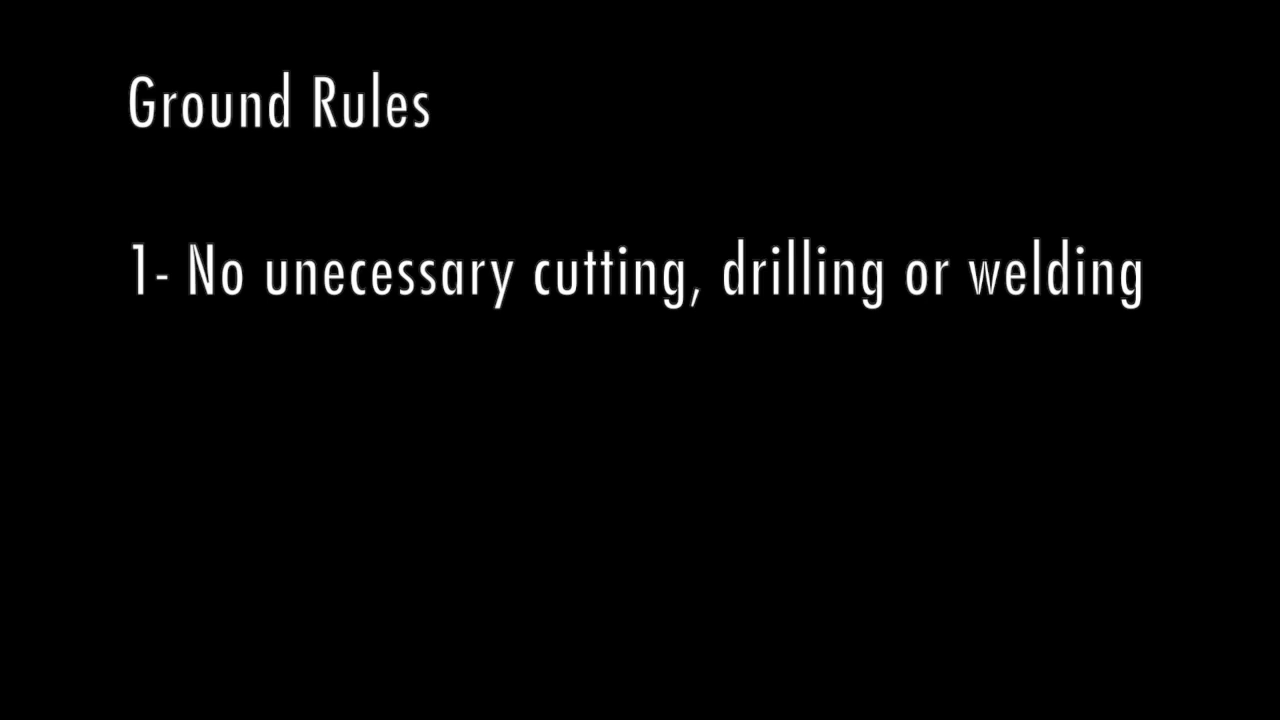 Ground Rules
1- No unecessary cutting, drilling or welding